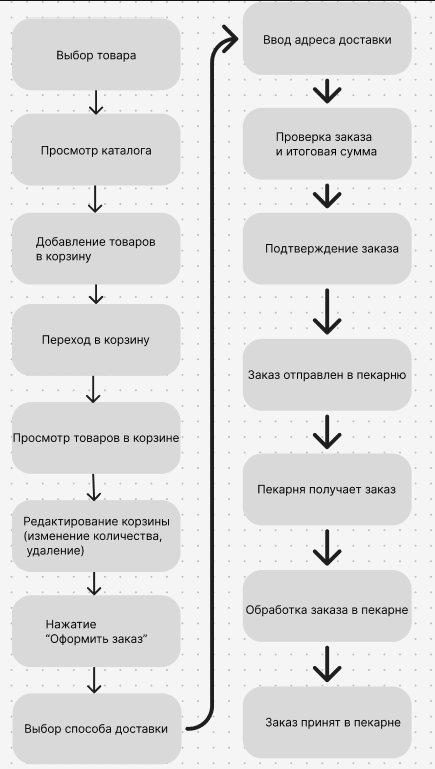 Выбор товара
Просмотр каталога
Добавление товаров
в корзину
Переход в корзину
Просмотр товаров в корзине
Редактирование корзины
(изменение количества,
удаление)
Нажатие
“Оформить заказ”
Выбор способа доставки
Ввод адреса доставки
Проверка заказа
и итоговая сумма
Подтверждение заказа
Заказ отправлен в пекарню
Пекарня получает заказ
Обработка заказа в пекарне
Заказ принят в пекарне